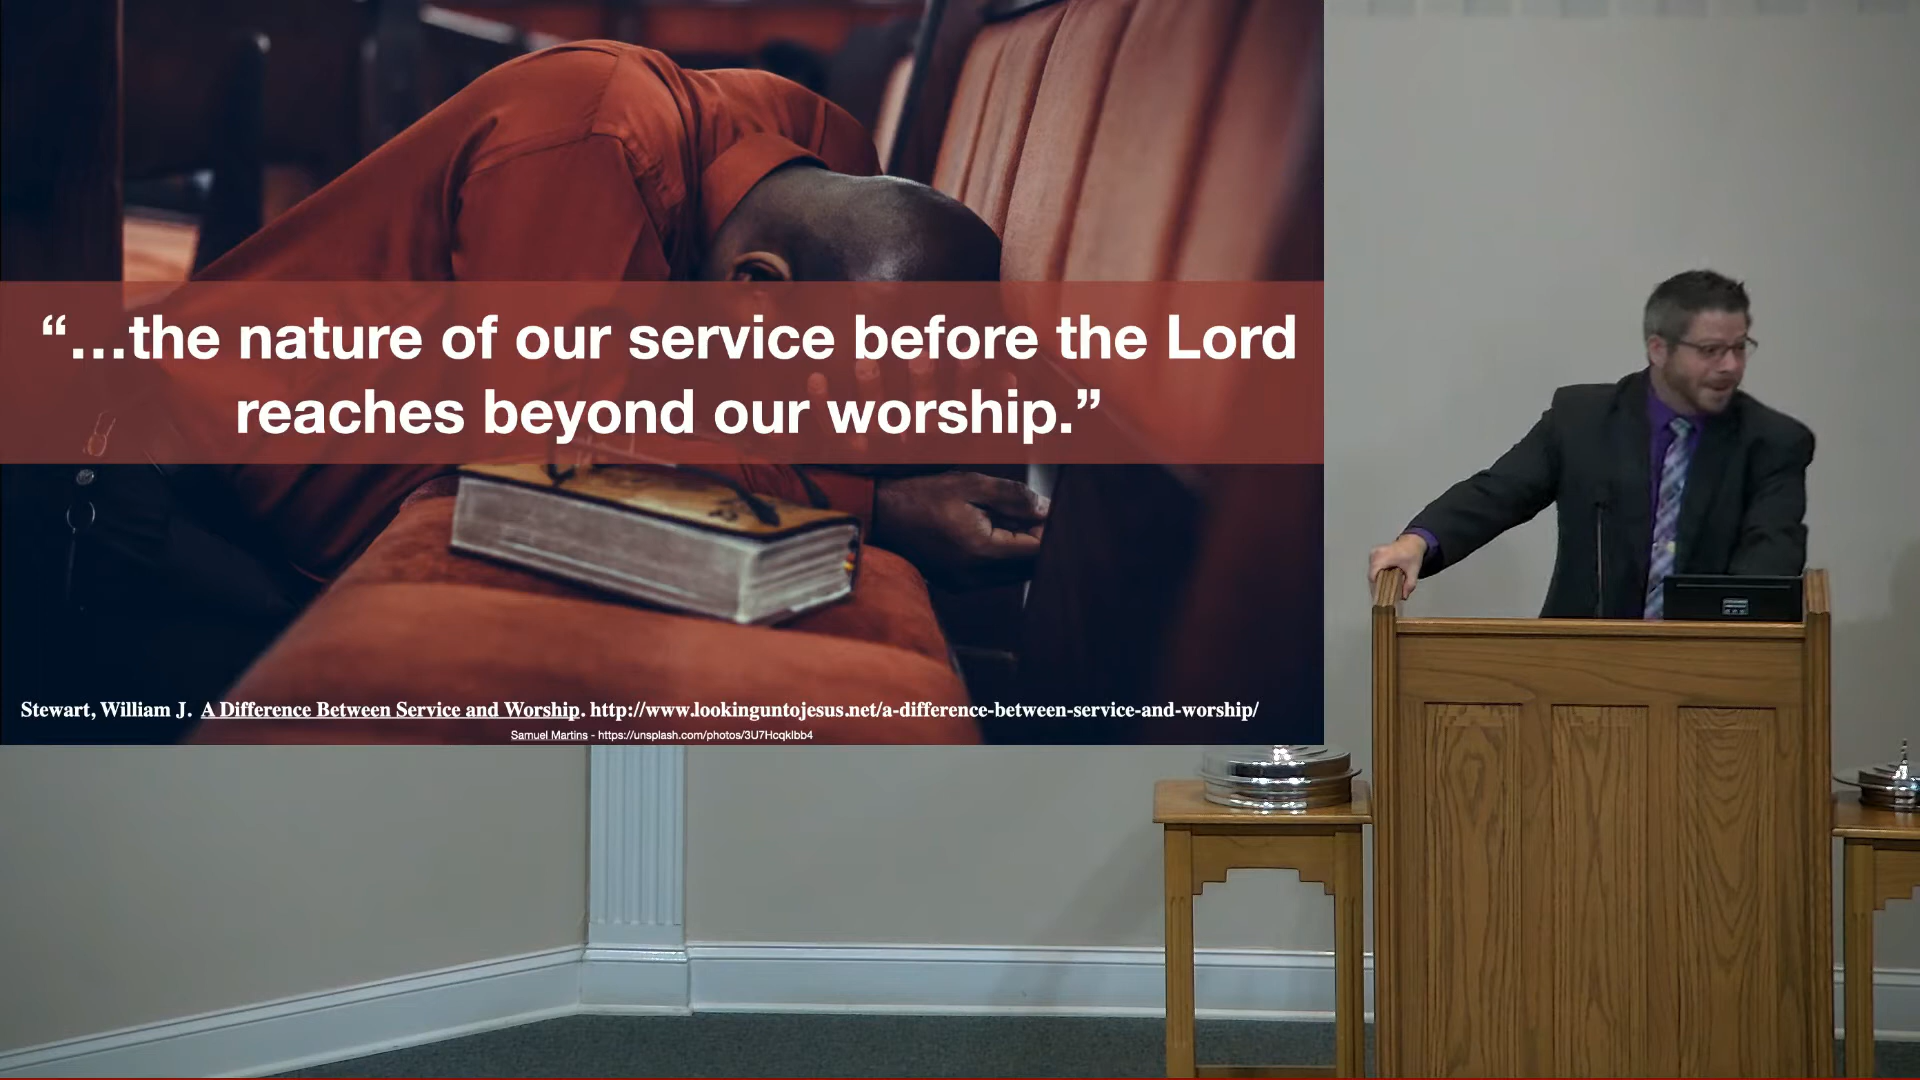 “…the nature of our service before the Lord
reaches beyond our worship.”
Stewart, William J. A Difference Between Service and Worship. http://www.lookinguntojesus.net/a-difference-between-service-and-worship/
Samuel Martins - https://unsplash.com/photos/3U7HcqkIbb4